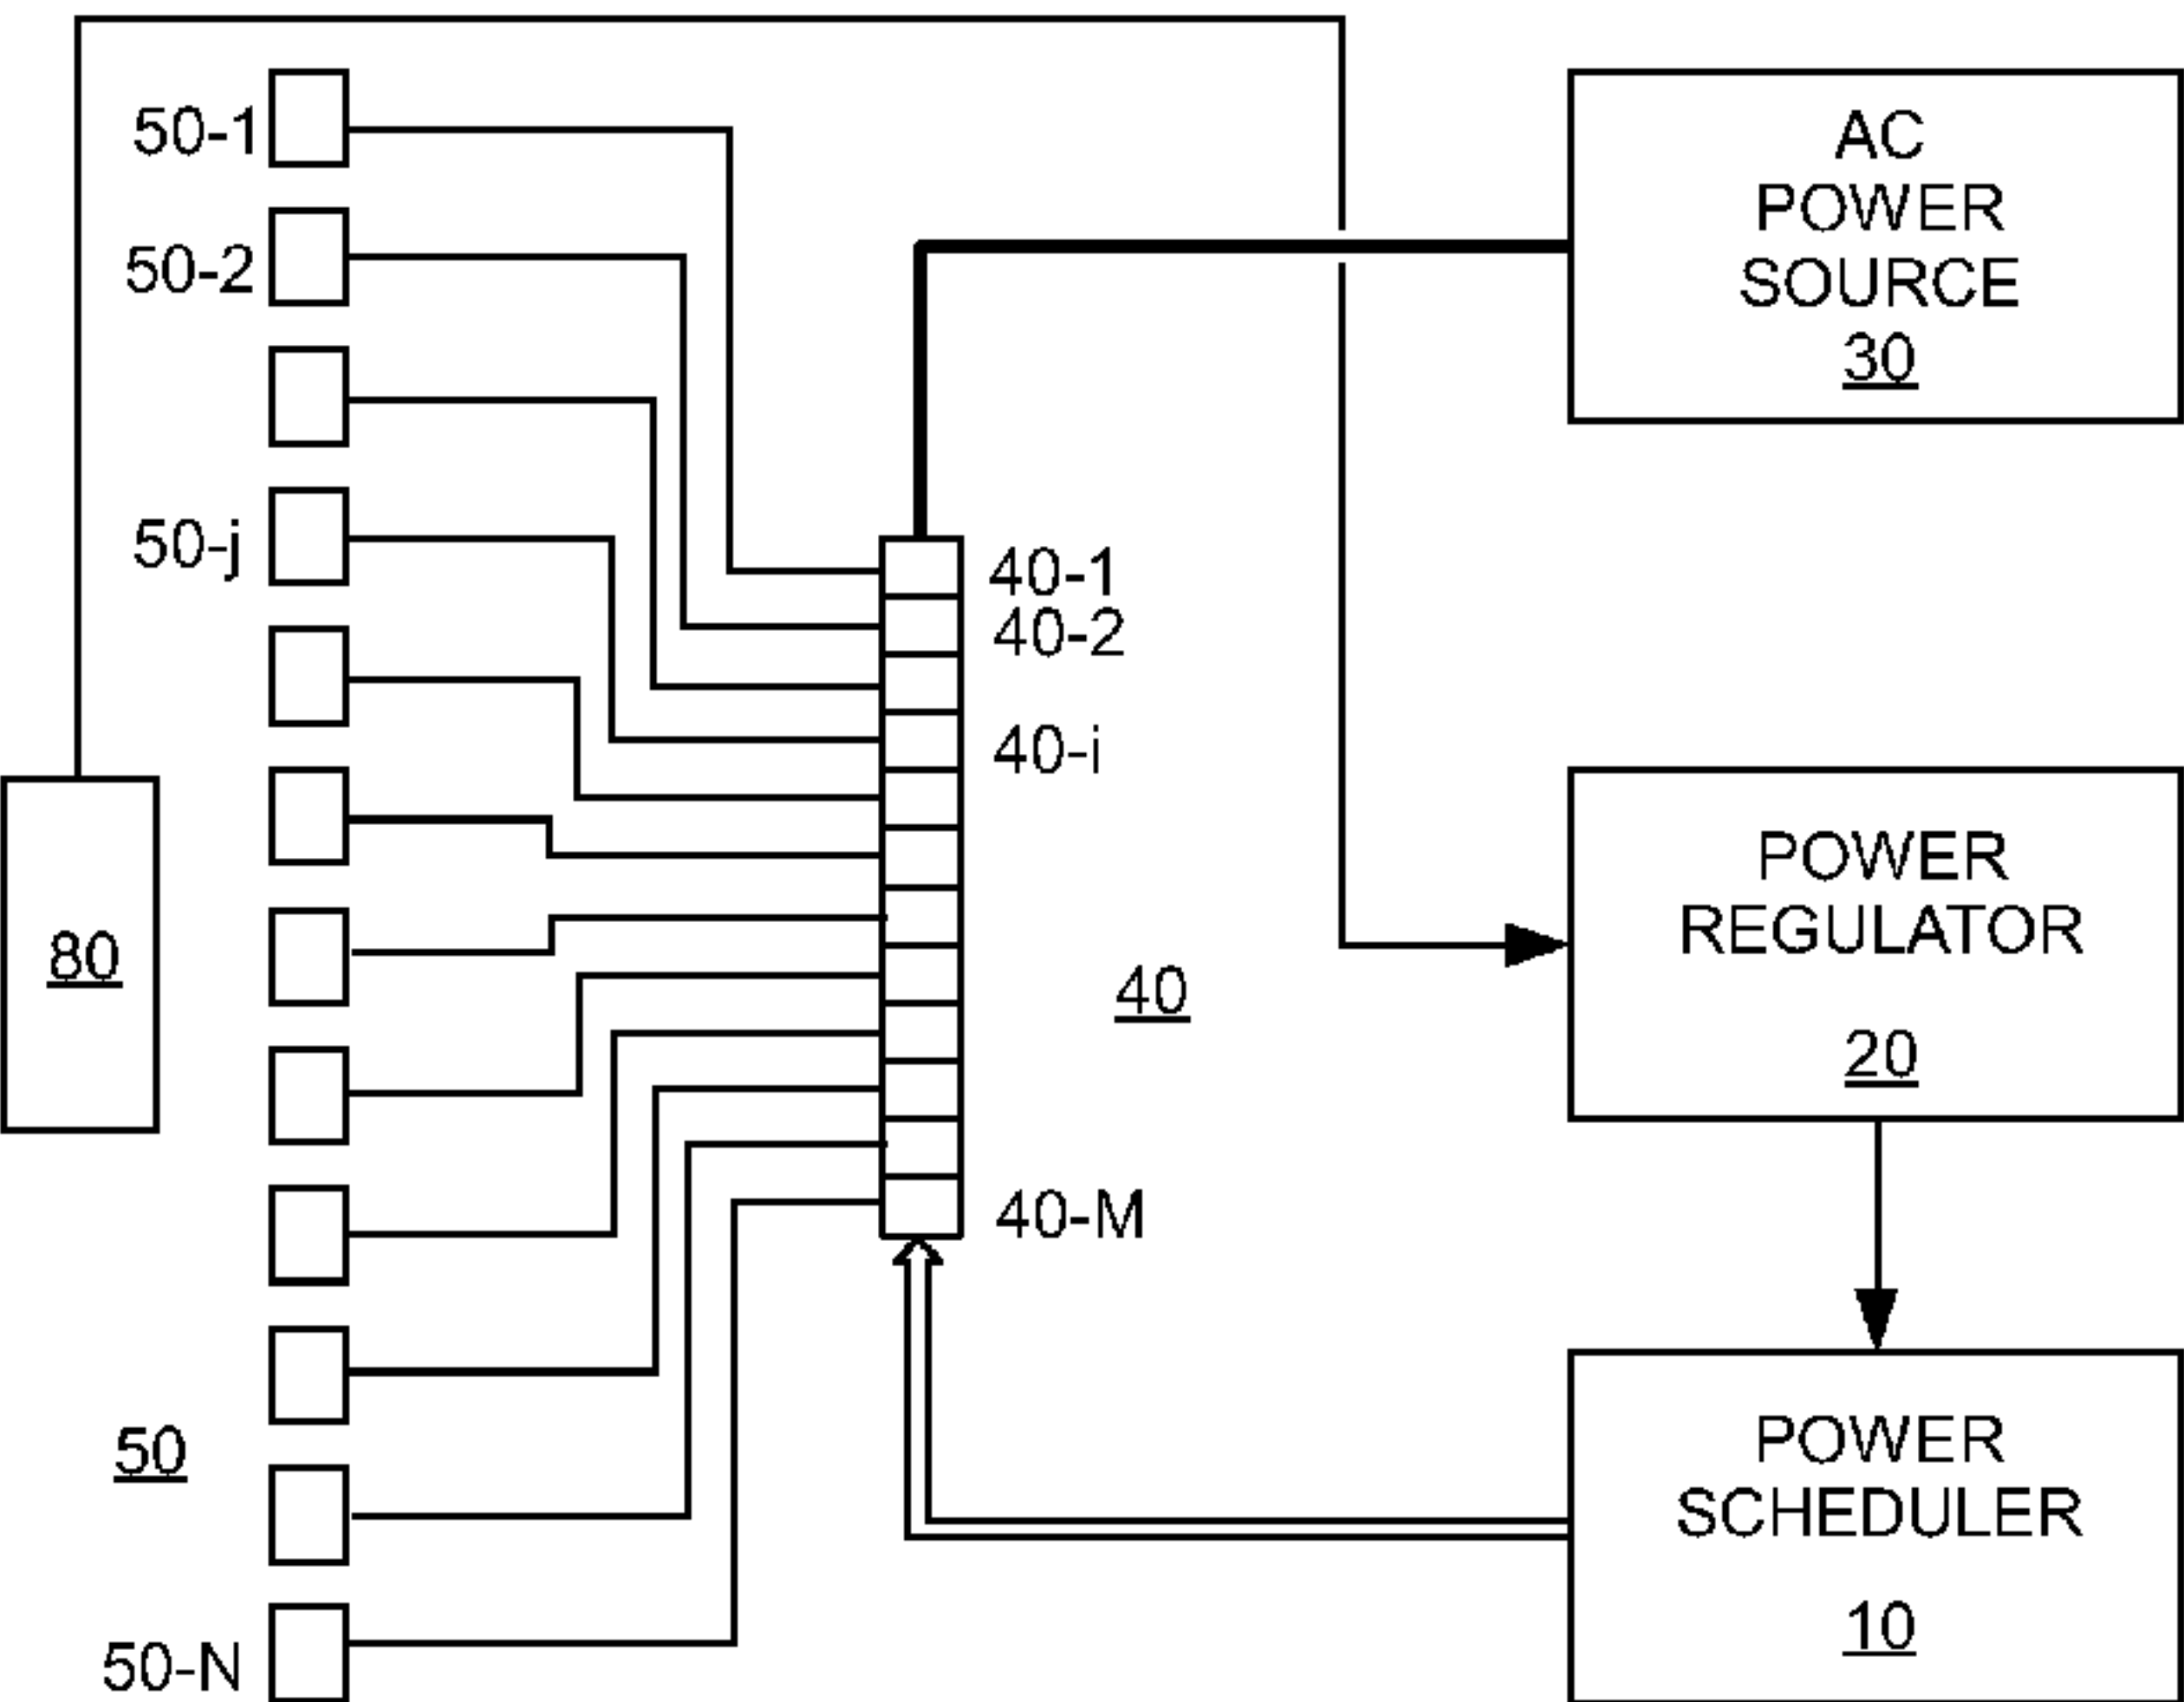 50-1
50-2
50-j
80
50
50-N
40-1
40-2
40-i
40
40-M
AC
POWER
SOURCE
30
POWER
REGULATOR
20
POWER
SCHEDULER
10